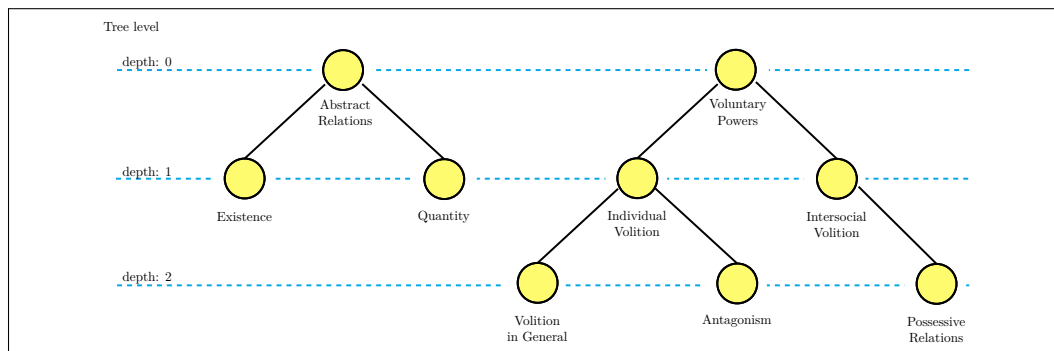 Tree level
depth: 0
Abstract
Relations
Voluntary
Powers
depth: 1
Existence
Quantity
Individual
Volition
Intersocial
Volition
depth: 2
Volition
in General
Antagonism
Possessive
Relations